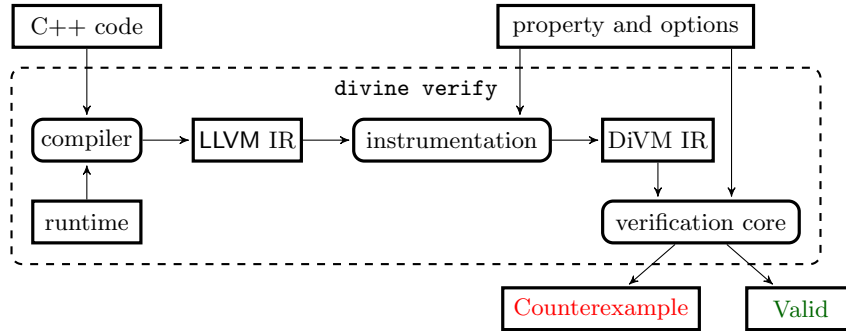 C++ code
property and options
divine verify
compiler
LLVM IR
instrumentation
DiVM IR
runtime
verification core
Counterexample
Valid